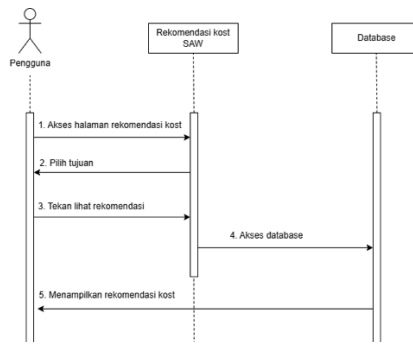 Rekomendasi kost
SAW
Database
Pengguna
1. Akses halaman rekomendasi kost
2. Pilih tujuan
3. Tekan lihat rekomendasi
4. Akses database
5. Menampilkan rekomendasi kost